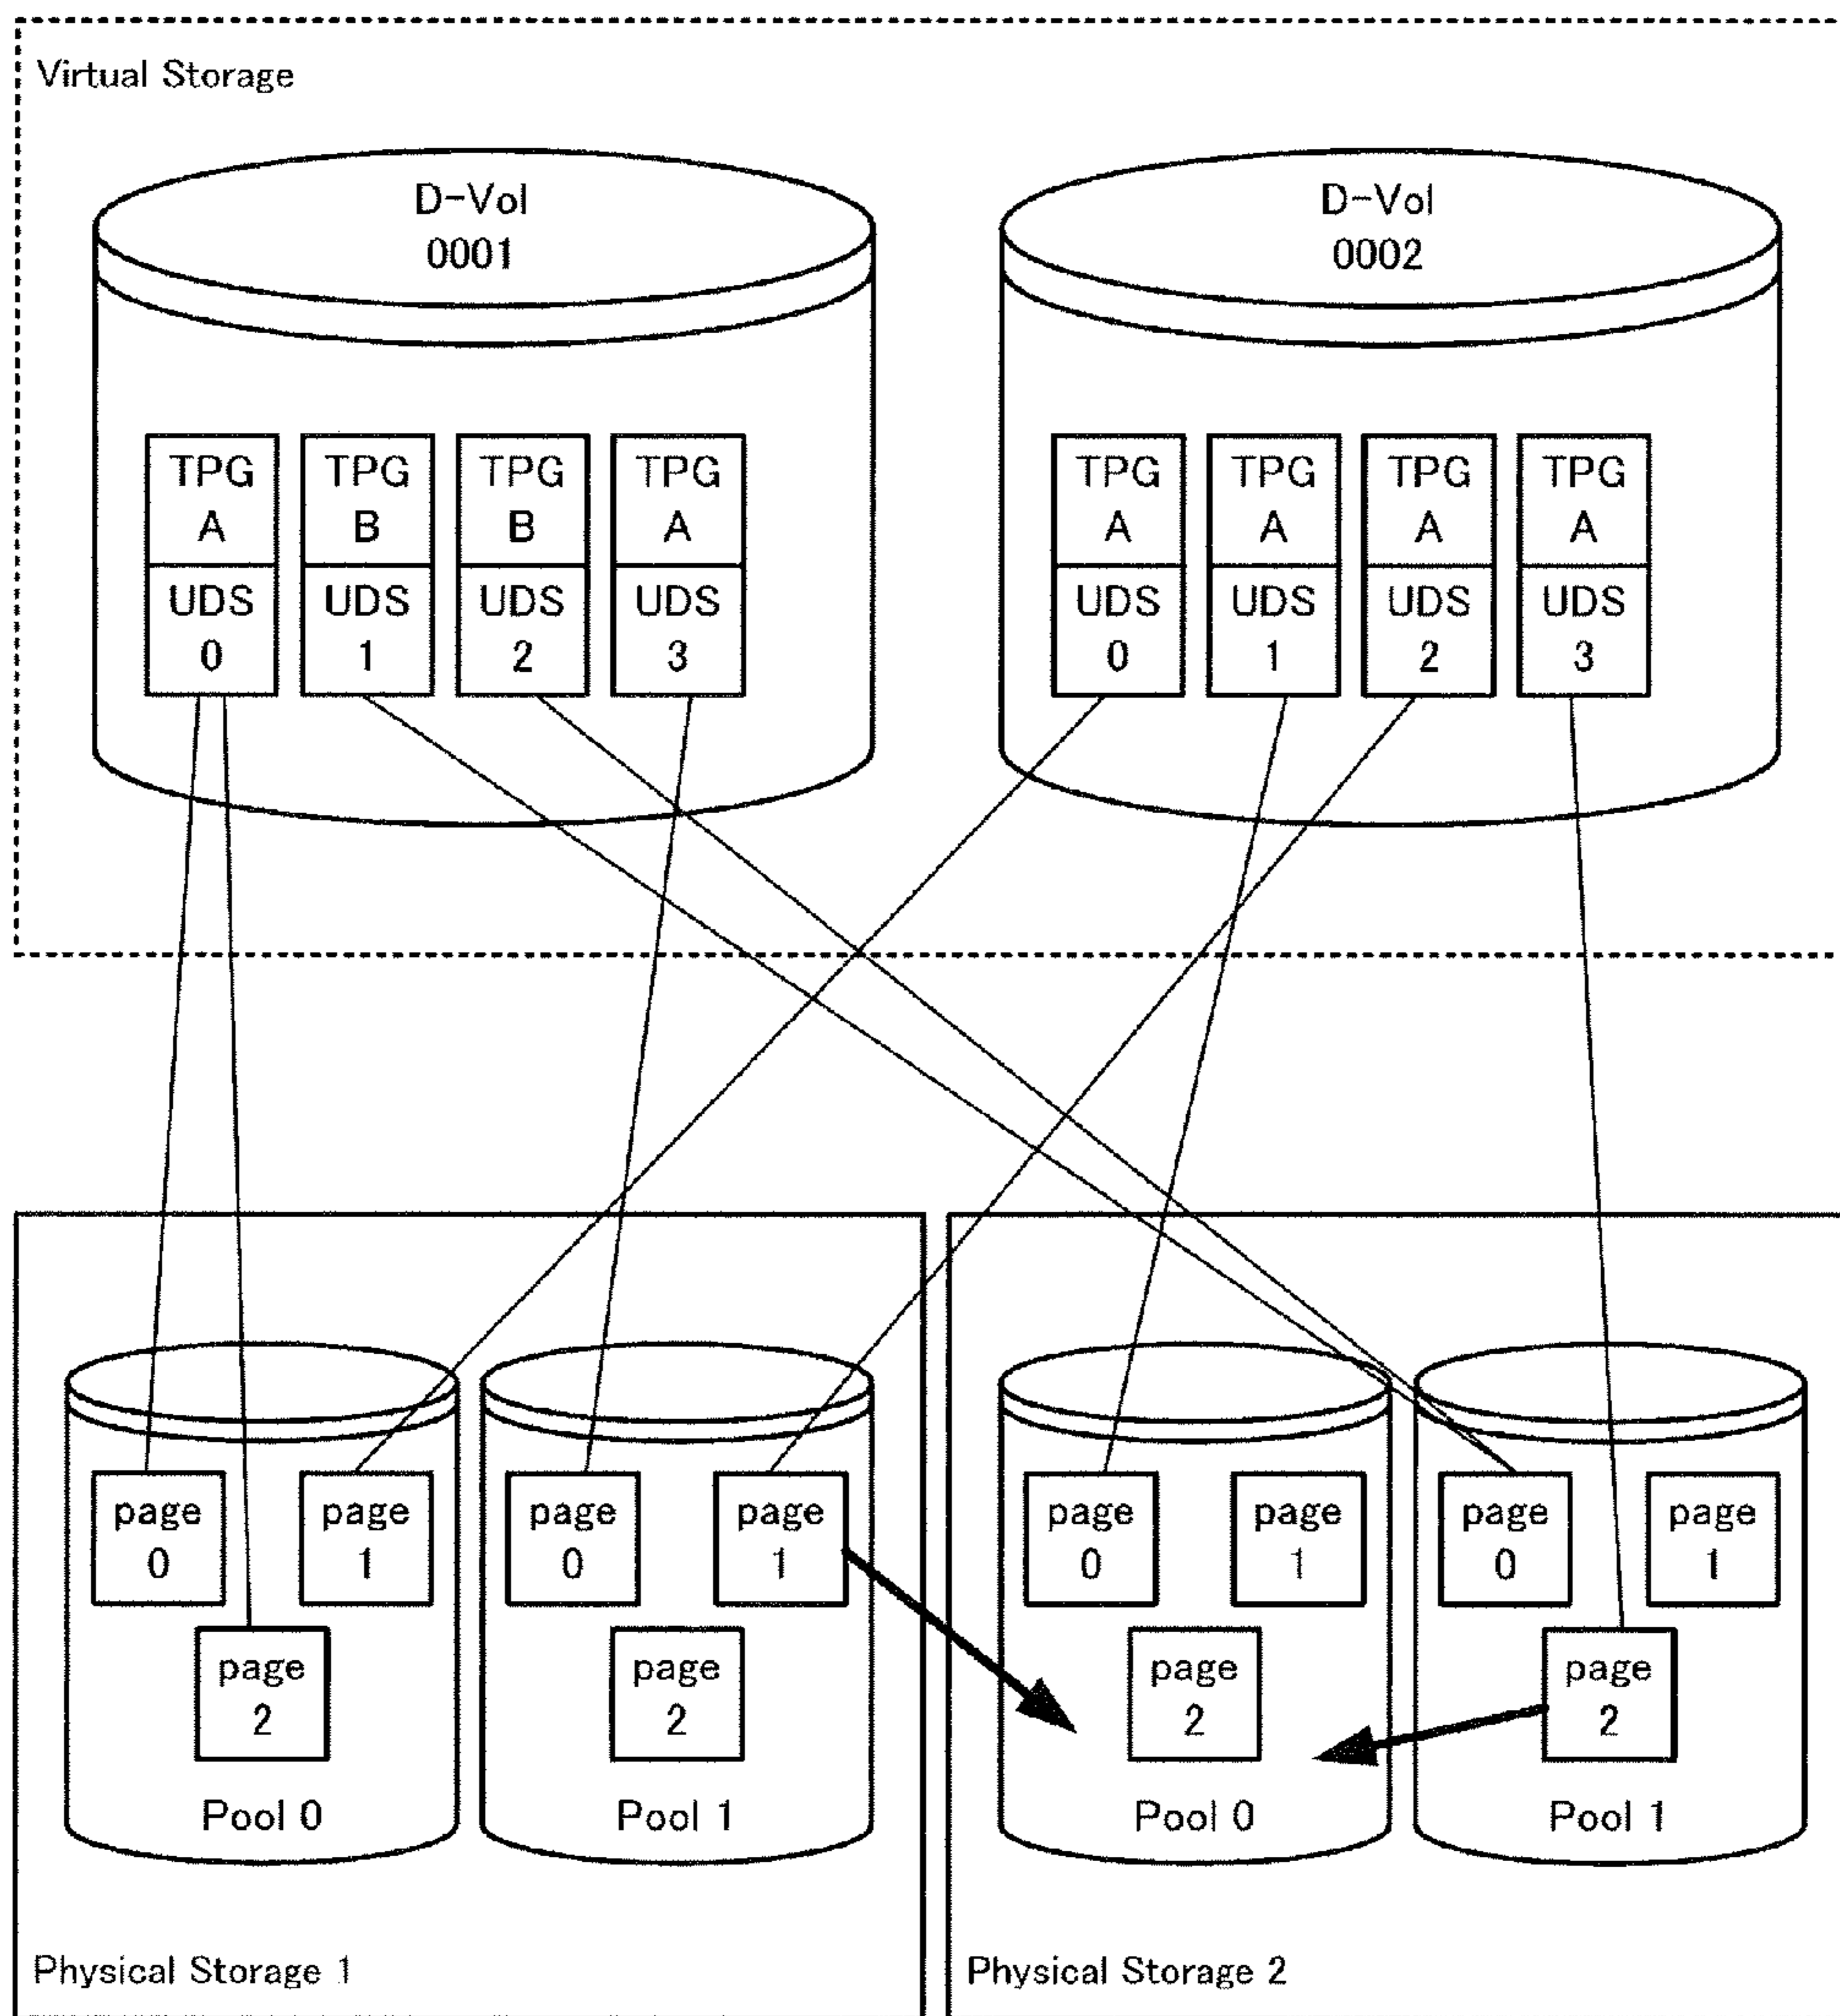 Virtual Storage
D-Vol
0001
D-Vol
0002
TPG
A
UDS
0
TPG
B
UDS
1
TPG
B
UDS
2
TPG
A
UDS
3
TPG
A
UDS
0
TPG
A
UDS
1
TPG
A
UDS
2
TPG
A
UDS
3
page
0
page
1
page
2
Pool 0
page
0
page
1
page
2
Pool 1
Physical Storage 1
page
0
page
1
page
2
Pool 0
page
0
page
1
page
2
Pool 1
Physical Storage 2